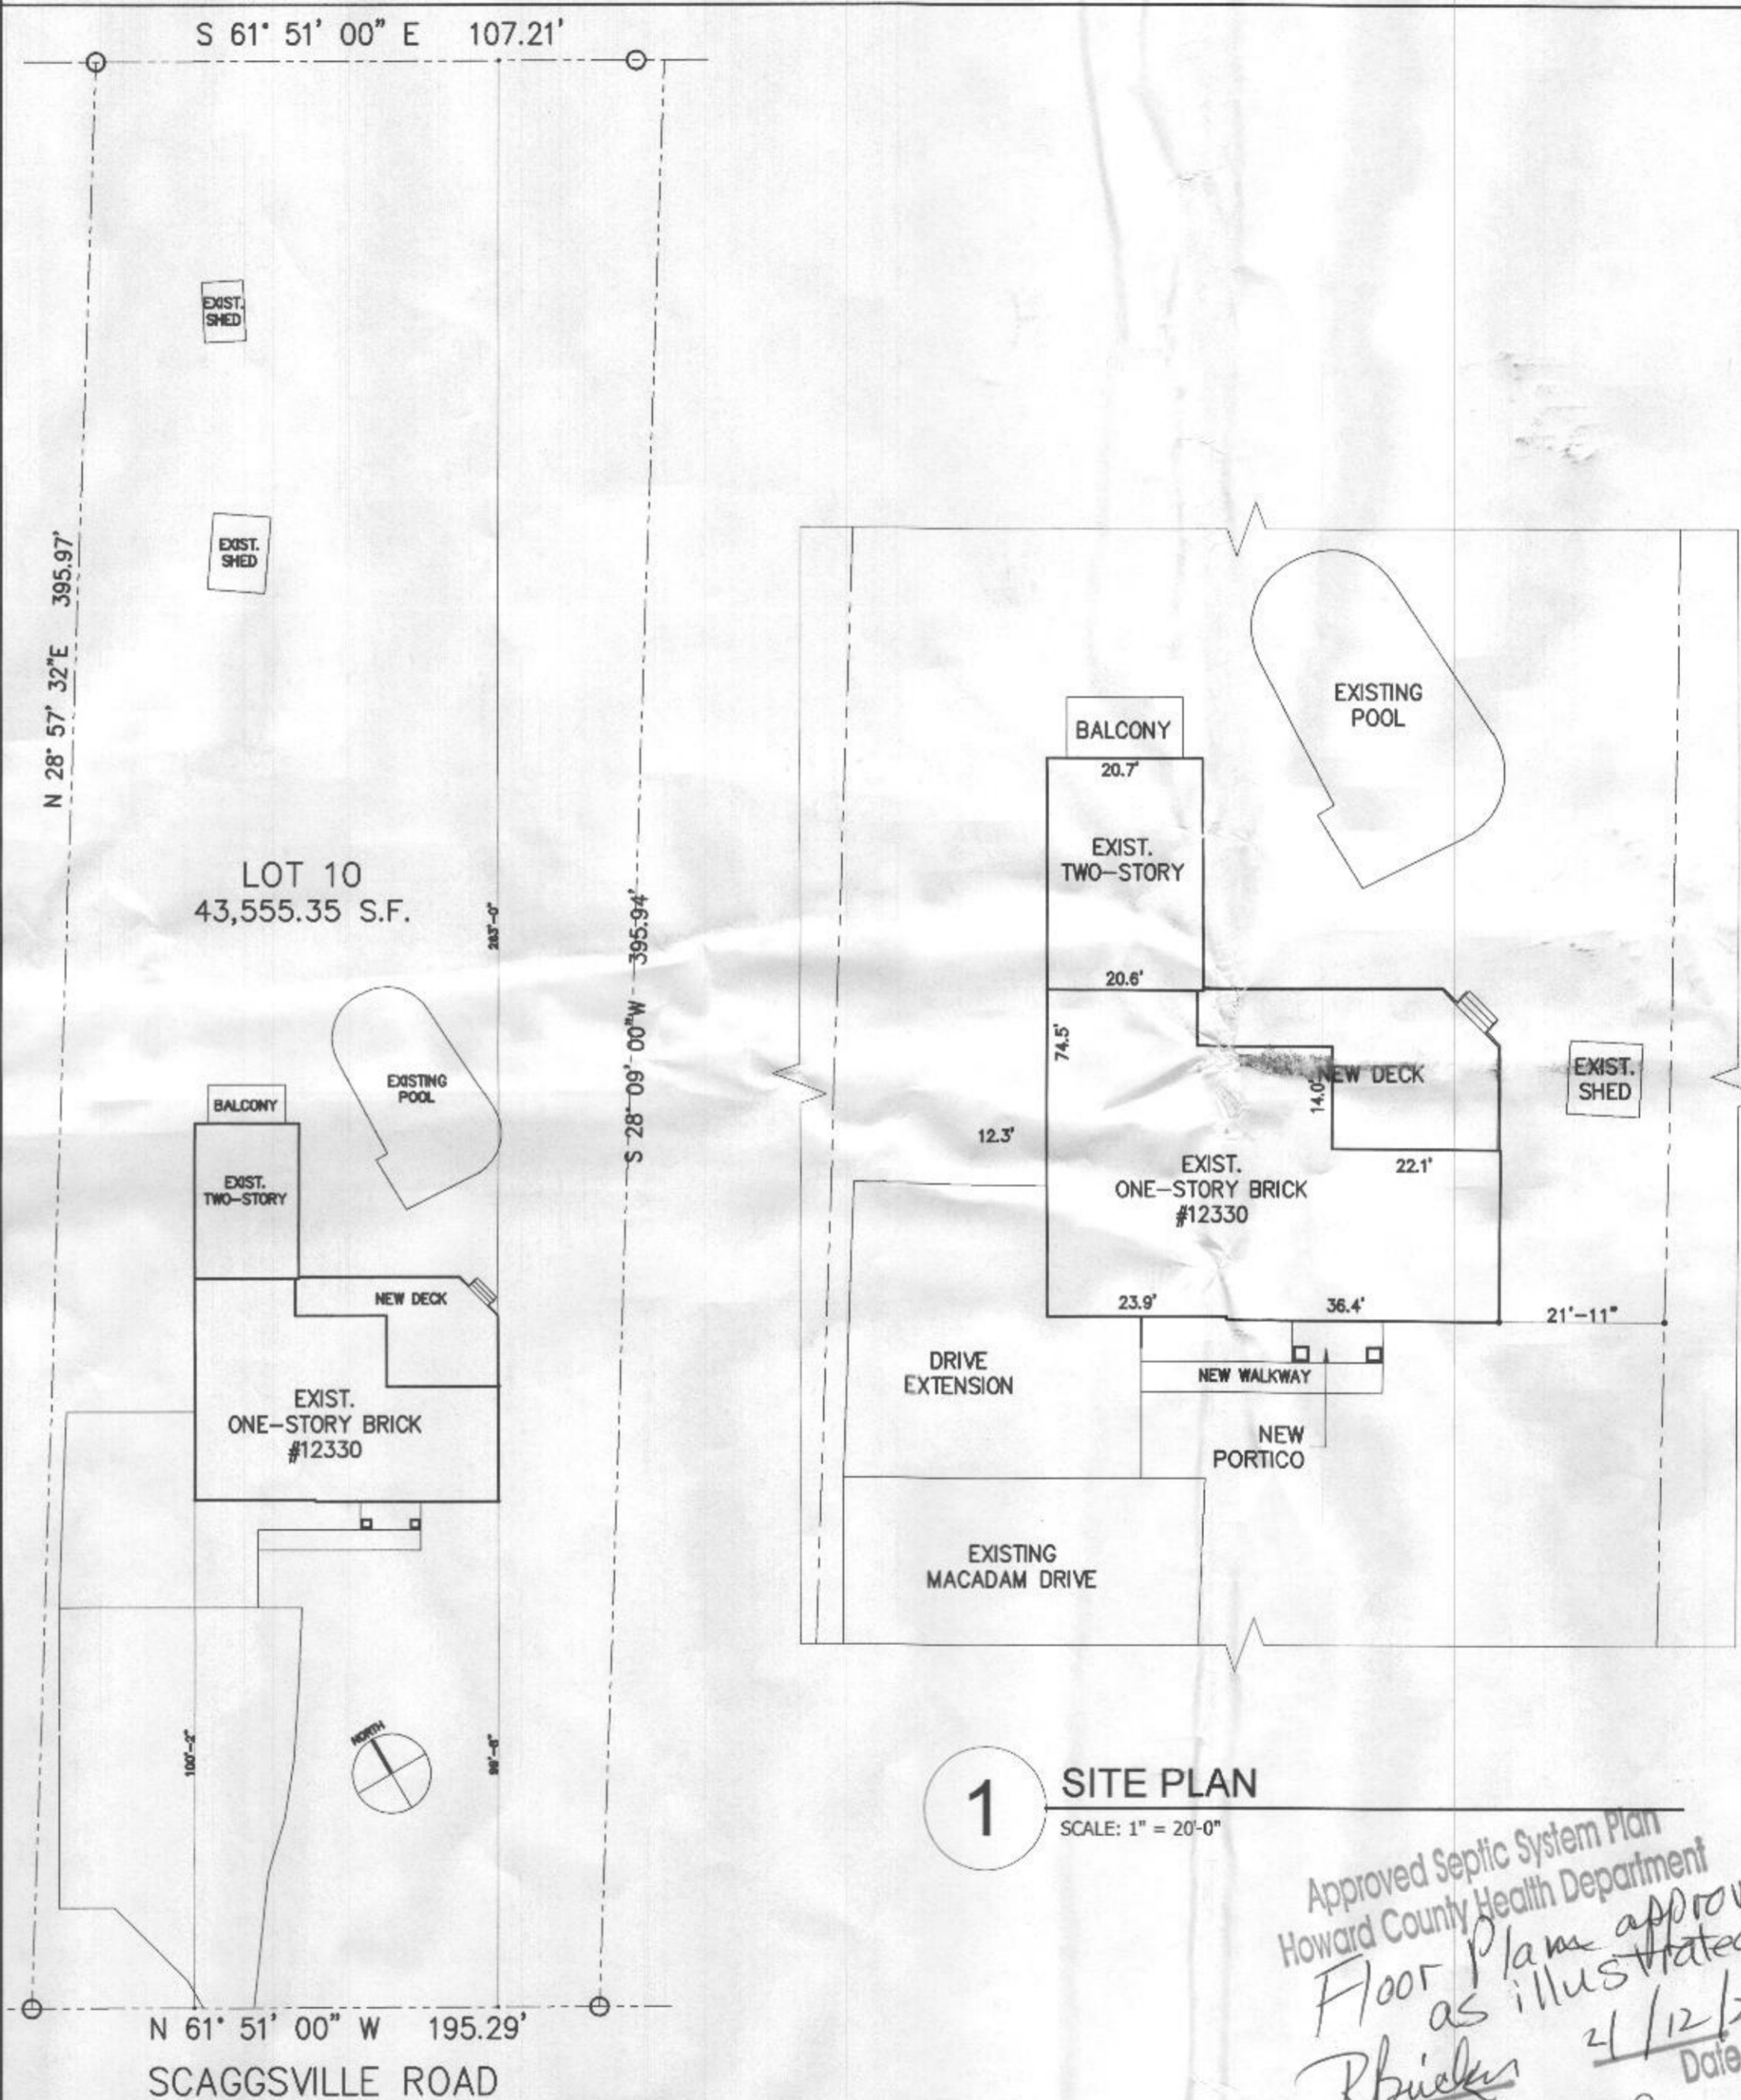 S 61° 51' 00" E 107.21'
EXIST.
SHED
EXIST.
SHED
N 28° 57' 32"E 395.97'
LOT 10
43,555.35 S.F.
S 28° 09' 00"W 395.94'
EXISTING
POOL
BALCONY
EXIST.
TWO-STORY
NEW DECK
EXIST.
ONE-STORY BRICK
#12330
100'-2"
NORTH
N 61° 51' 00" W 195.29'
SCAGGSVILLE ROAD
EXISTING
POOL
BALCONY
20.7'
EXIST.
TWO-STORY
20.6'
74.5'
14.0'
NEW DECK
EXIST.
SHED
12.3'
22.1'
EXIST.
ONE-STORY BRICK
#12330
23.9'
36.4'
21'-11"
DRIVE
EXTENSION
NEW WALKWAY
NEW
PORTICO
EXISTING
MACADAM DRIVE
1
SITE PLAN
SCALE: 1" = 20'-0"
Approved Septic System Plan
Howard County Health Department
Floor Plans
as illustrated
Date